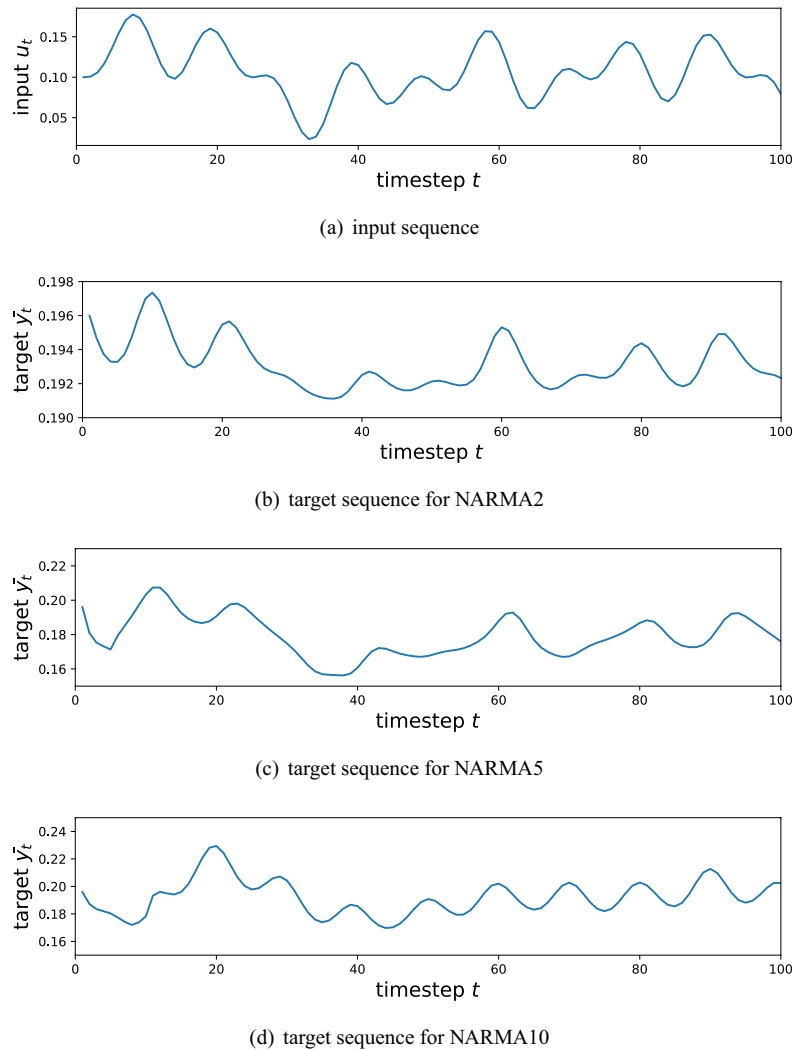 input u_t
0.15
0.10
0.05
0 20 40 60 80 100
timestep t
(a) input sequence
target ȳ_t
0.198
0.196
0.194
0.192
0.190
0 20 40 60 80 100
timestep t
(b) target sequence for NARMA2
target ȳ_t
0.22
0.20
0.18
0.16
0 20 40 60 80 100
timestep t
(c) target sequence for NARMA5
target ȳ_t
0.24
0.22
0.20
0.18
0.16
0 20 40 60 80 100
timestep t
(d) target sequence for NARMA10